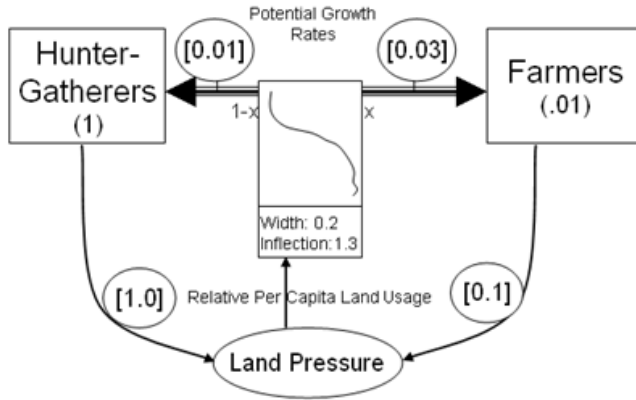 Potential Growth
Rates
Hunter-
Gatherers
(1)
[0.01]
[0.03]
Farmers
(.01)
1-x
x
Width: 0.2
Inflection:1.3
[1.0]
Relative Per Capita Land Usage
[0.1]
Land Pressure